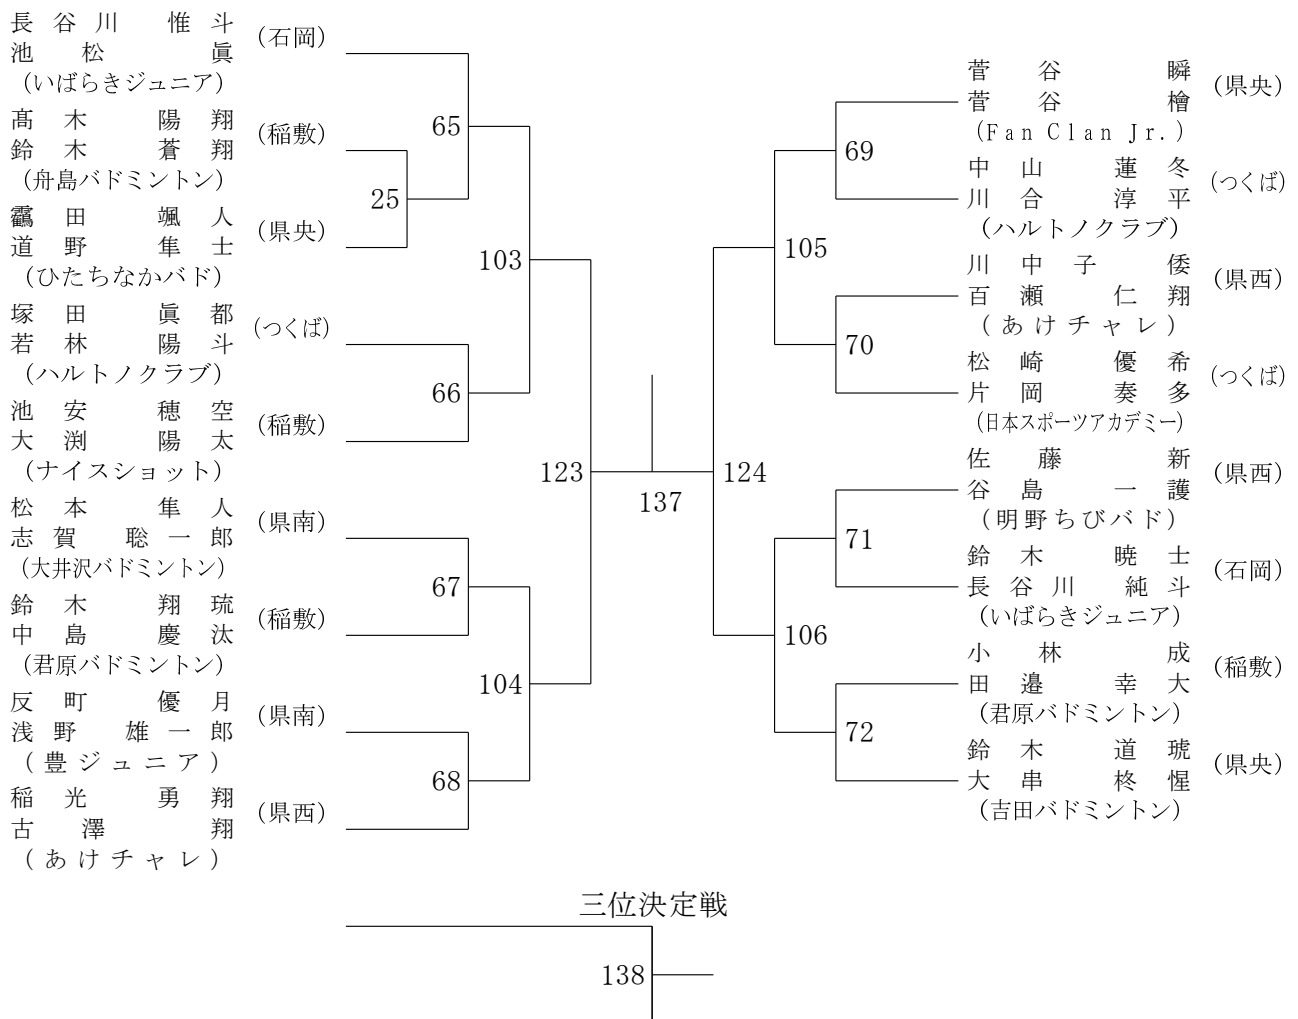 長谷川 惟斗 (石岡)
池松 眞
(いばらきジュニア)
髙木 陽翔 (稲敷)
鈴木 蒼翔
(舟島バドミントン)
靍田 颯人 (県央)
道野 隼士
(ひたちなかバド)
塚田 眞都 (つくば)
若林 陽斗
(ハルトノクラブ)
池安 穂空 (稲敷)
大渕 陽太
(ナイスショット)
松本 隼人 (県南)
志賀 聡一郎
(大井沢バドミントン)
鈴木 翔琉 (稲敷)
中島 慶汰
(君原バドミントン)
反町 優月 (県南)
浅野 雄一郎
(豊ジュニア)
稲光 勇翔 (県西)
古澤 翔
(あけチャレ)
65
25
103
66
123
67
104
68
137
菅谷 瞬 (県央)
菅谷 檜
(Fan Clan Jr.)
中山 蓮冬 (つくば)
川合 淳平
(ハルトノクラブ)
川中子 倭 (県西)
百瀬 仁翔
(あけチャレ)
松崎 優希 (つくば)
片岡 奏多
(日本スポーツアカデミー)
佐藤 新 (県西)
谷島 一護
(明野ちびバド)
鈴木 暁士 (石岡)
長谷川 純斗
(いばらきジュニア)
小林 成 (稲敷)
田邉 幸大
(君原バドミントン)
鈴木 道琥 (県央)
大串 柊惺
(吉田バドミントン)
69
105
70
124
71
106
72
三位決定戦
138